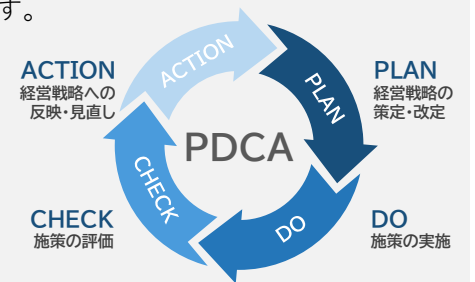 す。
ACTION
経営戦略への
反映・見直し
PLAN
経営戦略の
策定・改定
ACTION
PLAN
PDCA
CHECK
DO
CHECK
施策の評価
DO
施策の実施